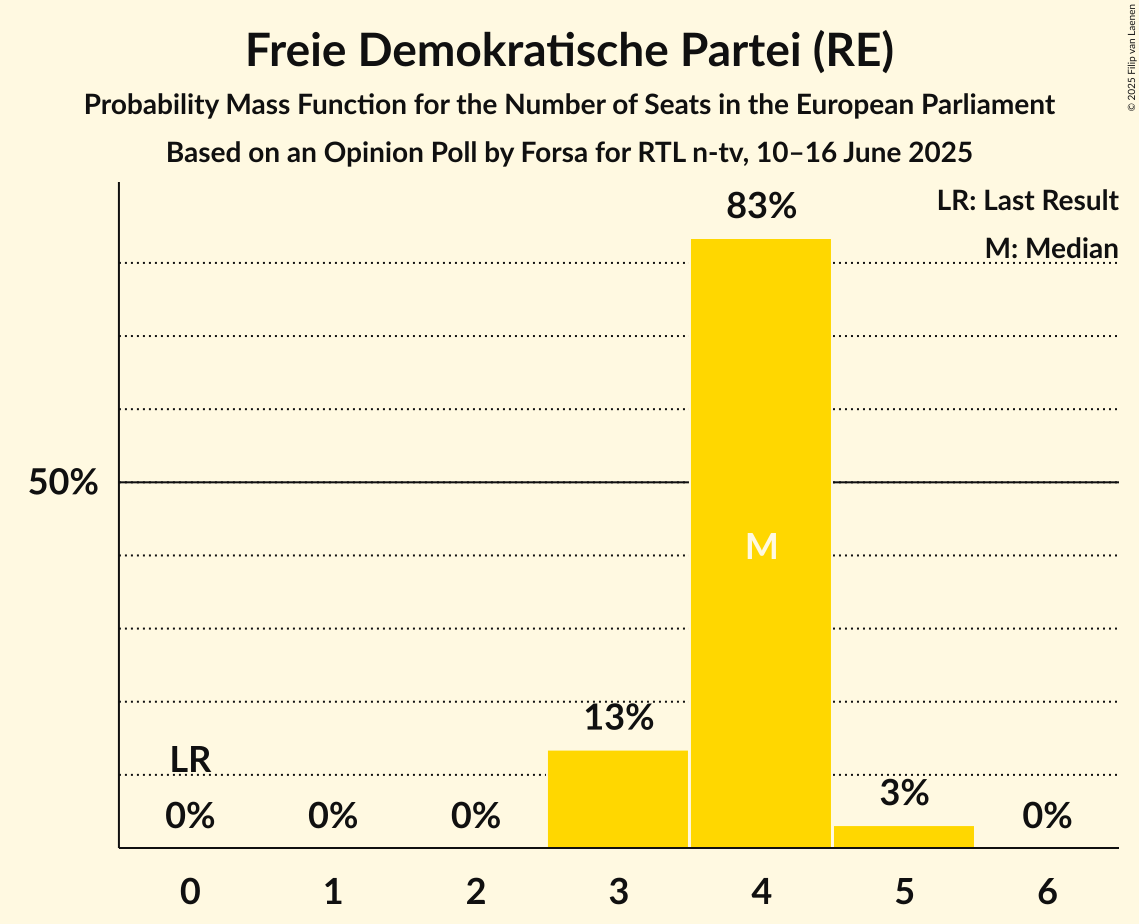 Freie Demokratische Partei (RE)
Probability Mass Function for the Number of Seats in the European Parliament
Based on an Opinion Poll by Forsa for RTL n-tv, 10–16 June 2025
© 2025 Filip van Laenen
LR: Last Result
M: Median
83%
50%
M
13%
LR
3%
0%
0%
0%
0%
0
1
2
3
4
5
6